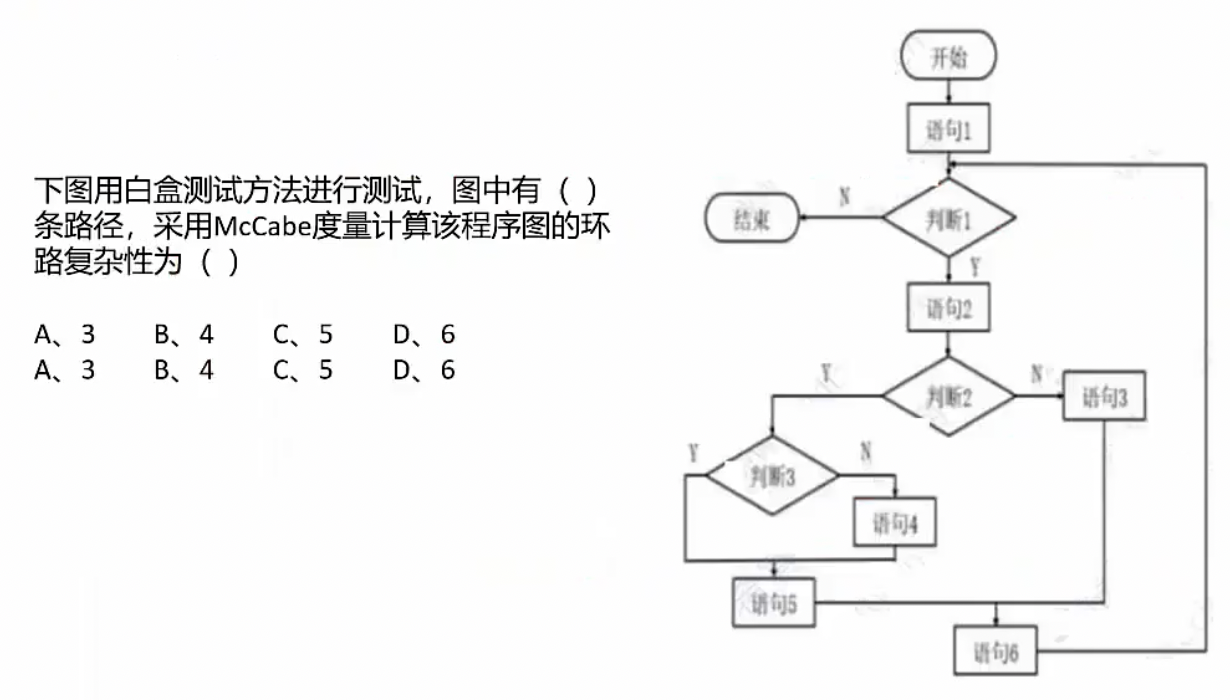 下图用白盒测试方法进行测试，图中有（ ）
条路径，采用McCabe度量计算该程序图的环
路复杂性为（ ）
A、3 B、4 C、5 D、6
A、3 B、4 C、5 D、6
开始
语句1
N
结束
判断1
Y
语句2
Y
判断2
N
语句3
Y
判断3
N
语句4
语句5
语句6